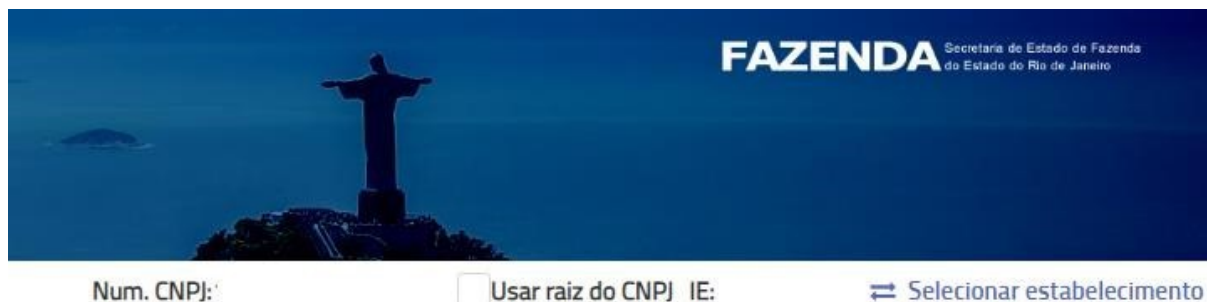 FAZENDA Secretaria de Estado de Fazenda
do Estado do Rio de Janeiro
Num. CNPJ: Usar raiz do CNPJ IE: Selecionar estabelecimento